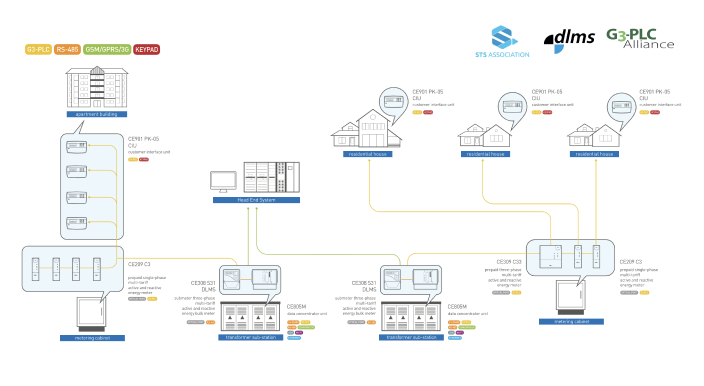 STS ASSOCIATION
dlms
G3-PLC
Alliance
G3-PLC RS-485 GSM/GPRS/3G KEYPAD
apartment building
CE901 PK-05
CIU
customer interface unit
CE901 PK-05
CIU
customer interface unit
CE901 PK-05
CIU
customer interface unit
CE901 PK-05
CIU
customer interface unit
residential house
residential house
residential house
Head End System
CE209 C3
prepaid single-phase
multi-tariff
active and reactive
energy meter
metering cabinet
CE308 S31
DLMS
submeter three-phase
multi-tariff
active and reactive
energy bulk meter
CE805M
data concentrator unit
transformer sub-station
CE308 S31
DLMS
submeter three-phase
multi-tariff
active and reactive
energy bulk meter
CE805M
data concentrator unit
transformer sub-station
CE309 CS3
prepaid three-phase
multi-tariff
active and reactive
energy meter
CE209 C3
prepaid single-phase
multi-tariff
active and reactive
energy meter
metering cabinet